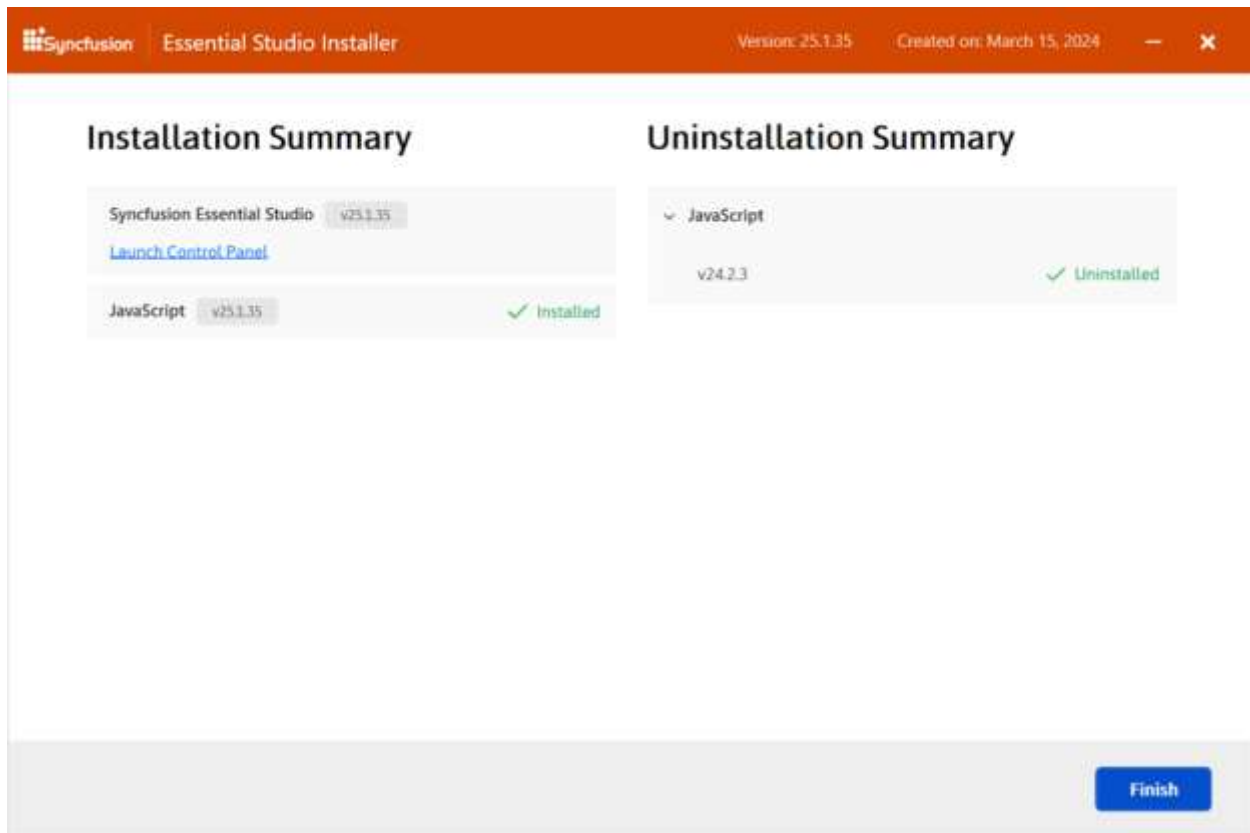 Syncfusion Essential Studio Installer Version: 25.1.35 Created on: March 15, 2024
Installation Summary
Syncfusion Essential Studio v25.1.35
Launch Control Panel
JavaScript v25.1.35 Installed
Uninstallation Summary
JavaScript
v24.2.3 Uninstalled
Finish